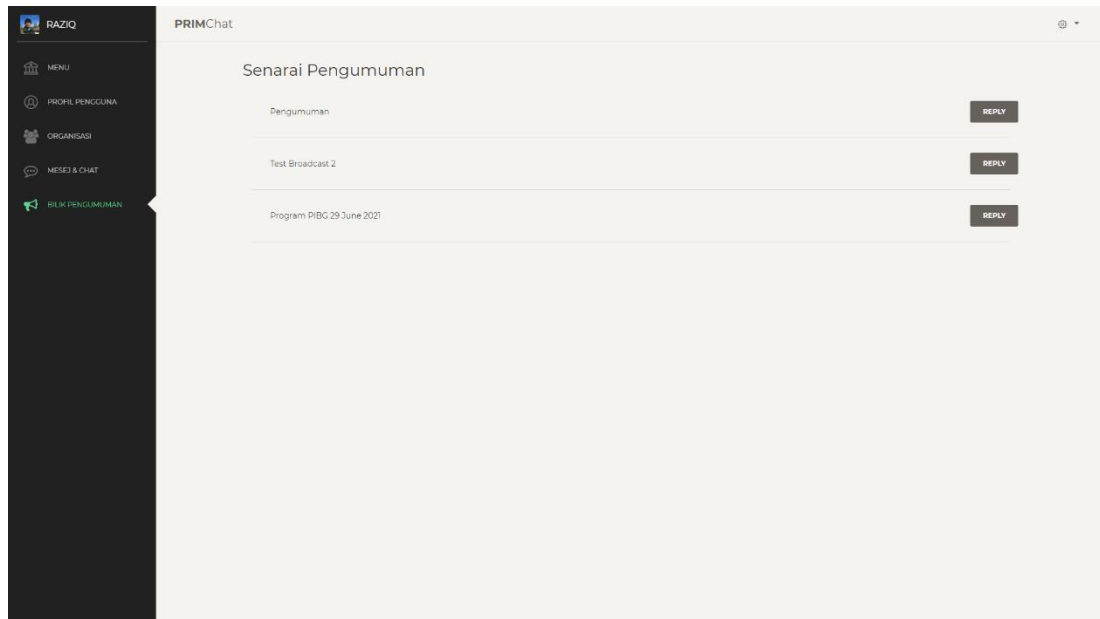 RAZIQ
PRIMChat
MENU
PROFIL PENGGUNA
ORGANISASI
MESEJ & CHAT
BILIK PENGUMUMAN
Senarai Pengumuman
Pengumuman
REPLY
Test Broadcast 2
REPLY
Program PIBG 29 June 2021
REPLY